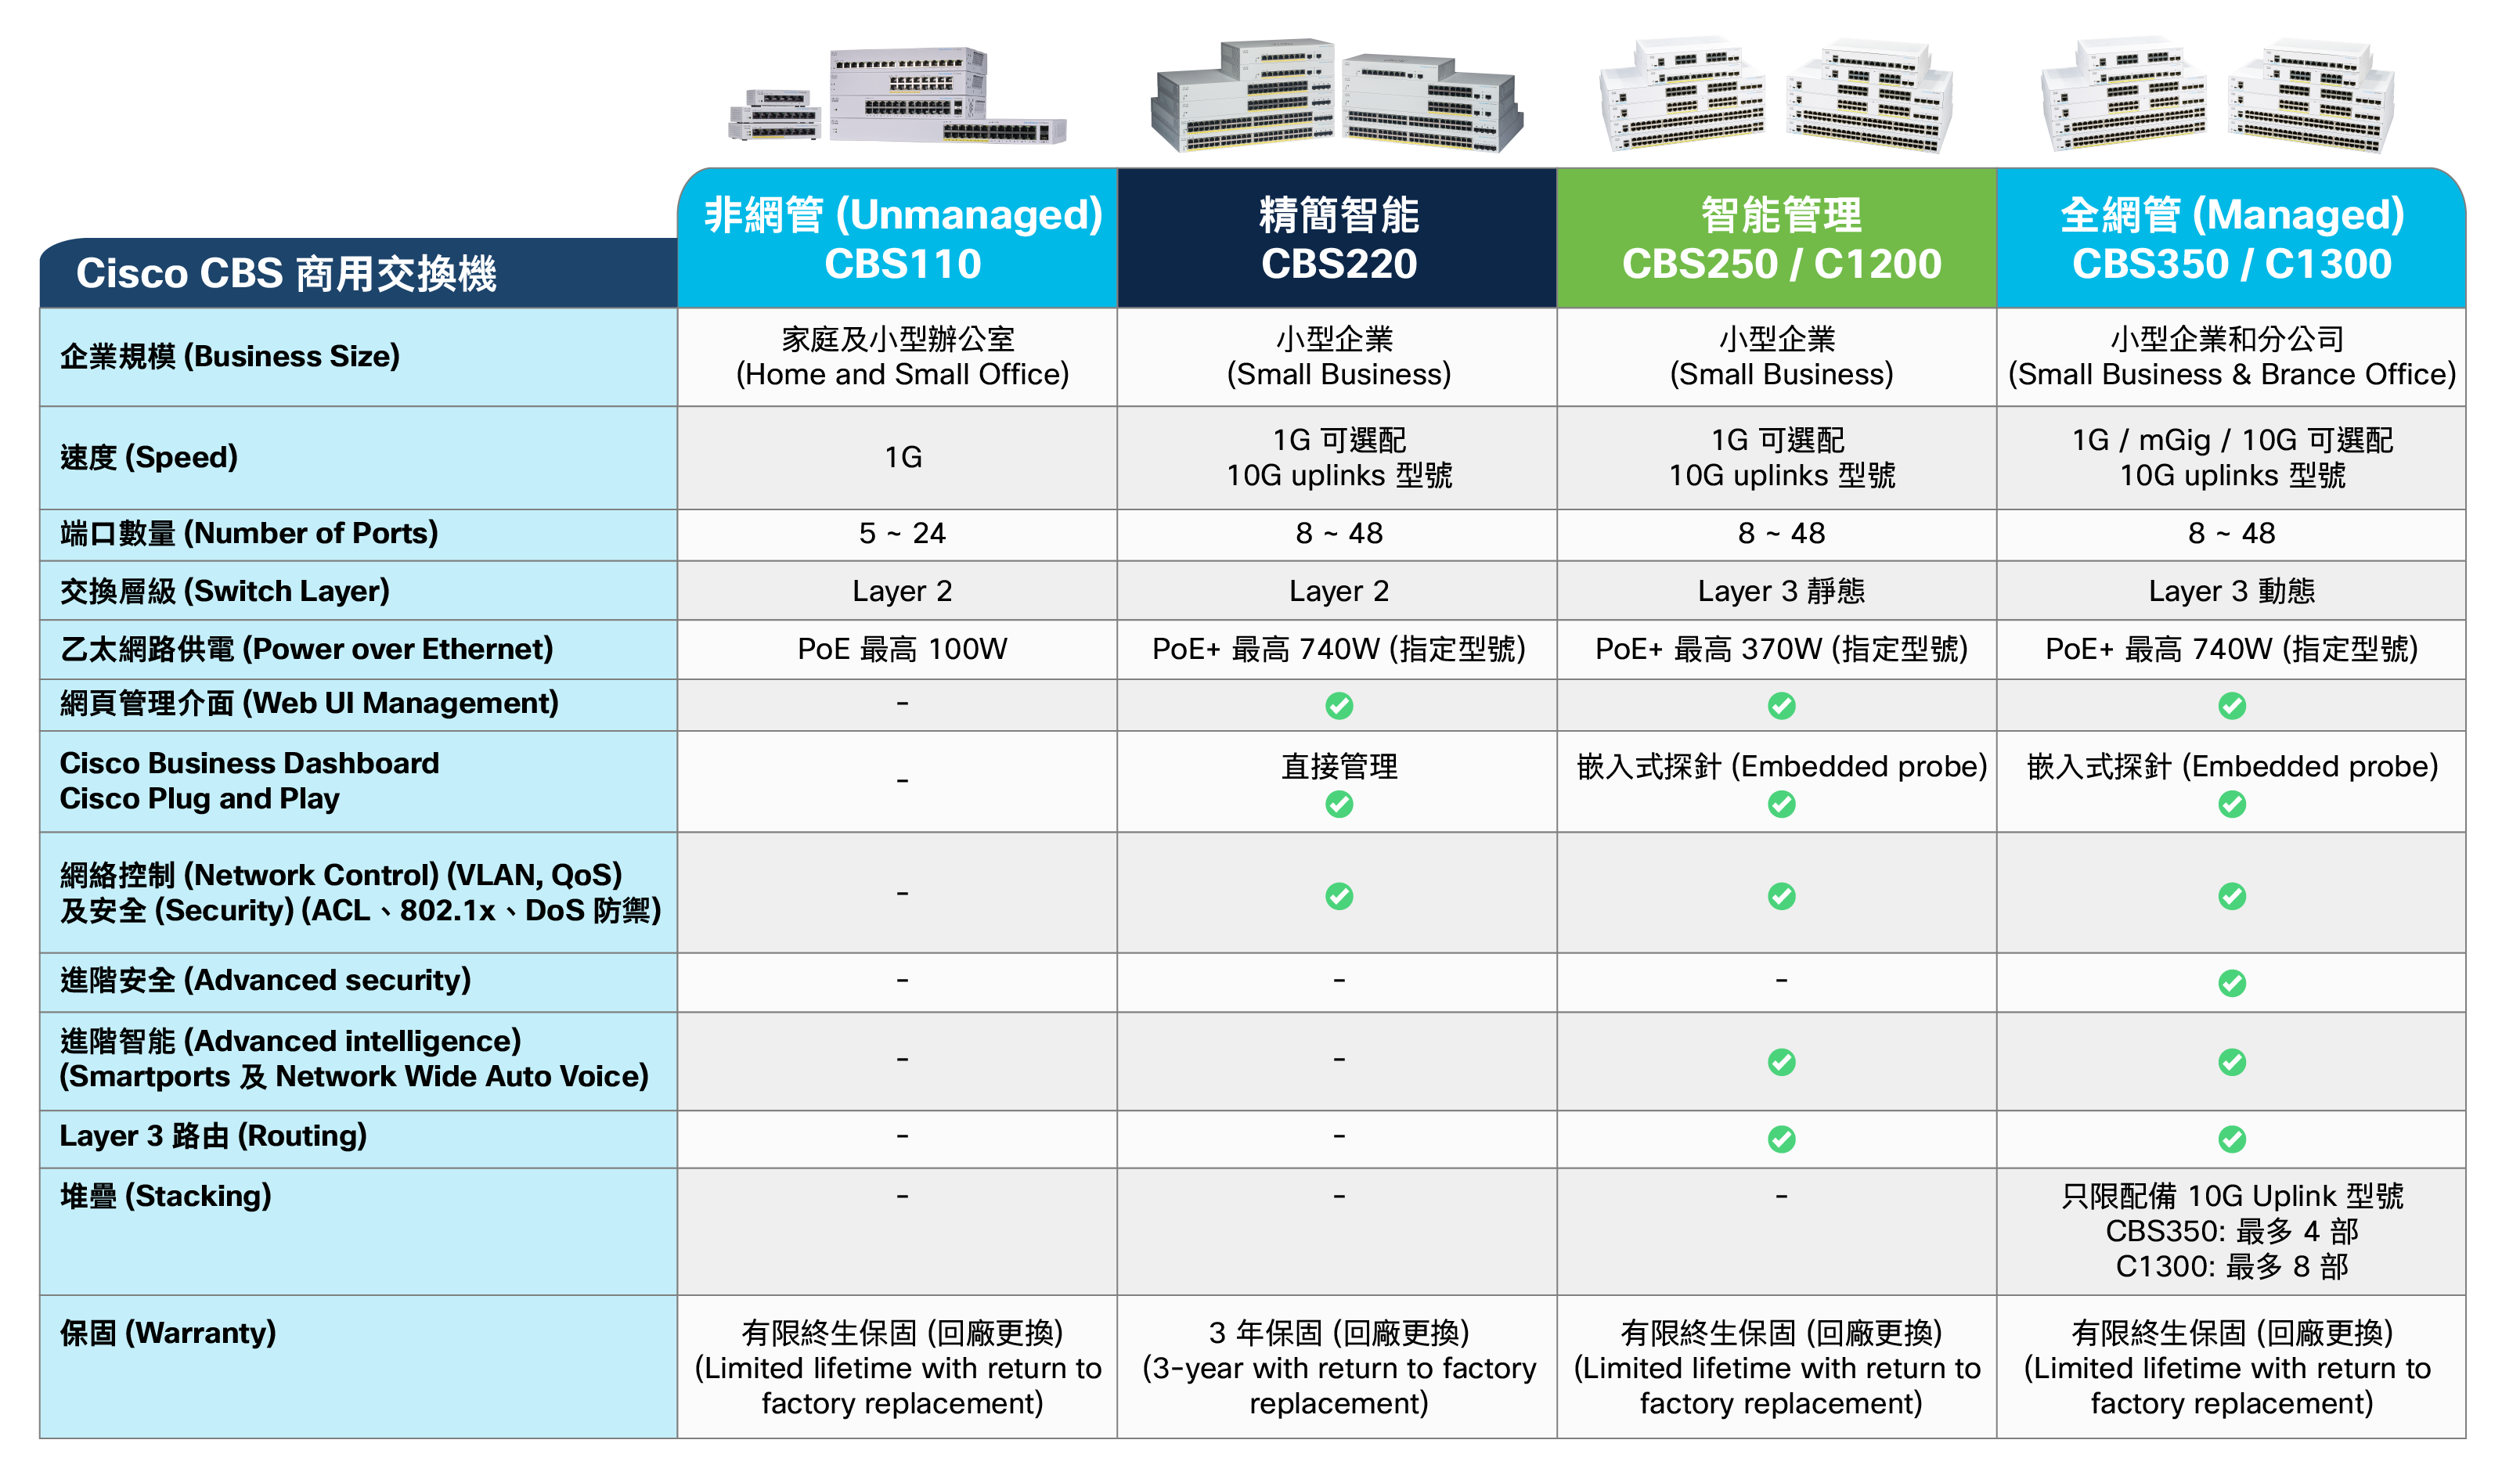 非網管 (Unmanaged)
CBS110
精簡智能
CBS220
智能管理
CBS250 / C1200
全網管 (Managed)
CBS350 / C1300
Cisco CBS 商用交換機
企業規模 (Business Size)
家庭及小型辦公室
(Home and Small Office)
小型企業
(Small Business)
小型企業
(Small Business)
小型企業和分公司
(Small Business & Brance Office)
速度 (Speed)
1G
1G 可選配
10G uplinks 型號
1G 可選配
10G uplinks 型號
1G / mGig / 10G 可選配
10G uplinks 型號
端口數量 (Number of Ports)
5 ~ 24
8 ~ 48
8 ~ 48
8 ~ 48
交換層級 (Switch Layer)
Layer 2
Layer 2
Layer 3 靜態
Layer 3 動態
乙太網路供電 (Power over Ethernet)
PoE 最高 100W
PoE+ 最高 740W (指定型號)
PoE+ 最高 370W (指定型號)
PoE+ 最高 740W (指定型號)
網頁管理介面 (Web UI Management)
-
Cisco Business Dashboard
Cisco Plug and Play
-
直接管理
嵌入式探針 (Embedded probe)
嵌入式探針 (Embedded probe)
網絡控制 (Network Control) (VLAN, QoS)
及安全 (Security) (ACL、802.1x、DoS 防禦)
-
進階安全 (Advanced security)
-
-
-
進階智能 (Advanced intelligence)
(Smartports 及 Network Wide Auto Voice)
-
-
Layer 3 路由 (Routing)
-
-
堆疊 (Stacking)
-
-
-
只限配備 10G Uplink 型號
CBS350: 最多 4 部
C1300: 最多 8 部
保固 (Warranty)
有限終生保固 (回廠更換)
(Limited lifetime with return to
factory replacement)
3 年保固 (回廠更換)
(3-year with return to factory
replacement)
有限終生保固 (回廠更換)
(Limited lifetime with return to
factory replacement)
有限終生保固 (回廠更換)
(Limited lifetime with return to
factory replacement)